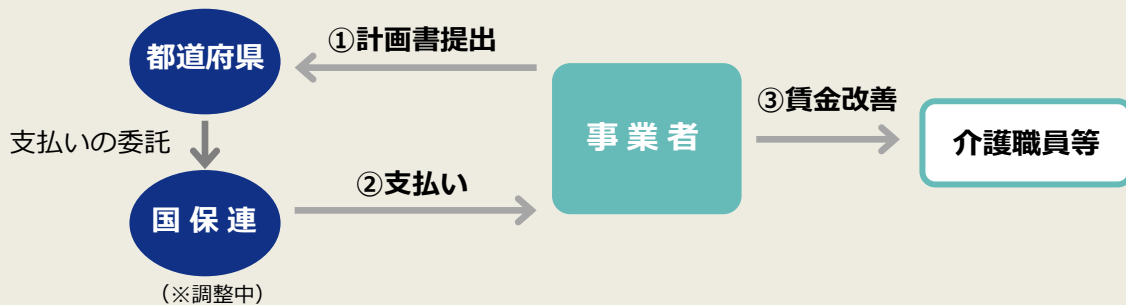 ①計画書提出
都道府県
③賃金改善
事業者
介護職員等
支払いの委託
②支払い
国保連
(※調整中)